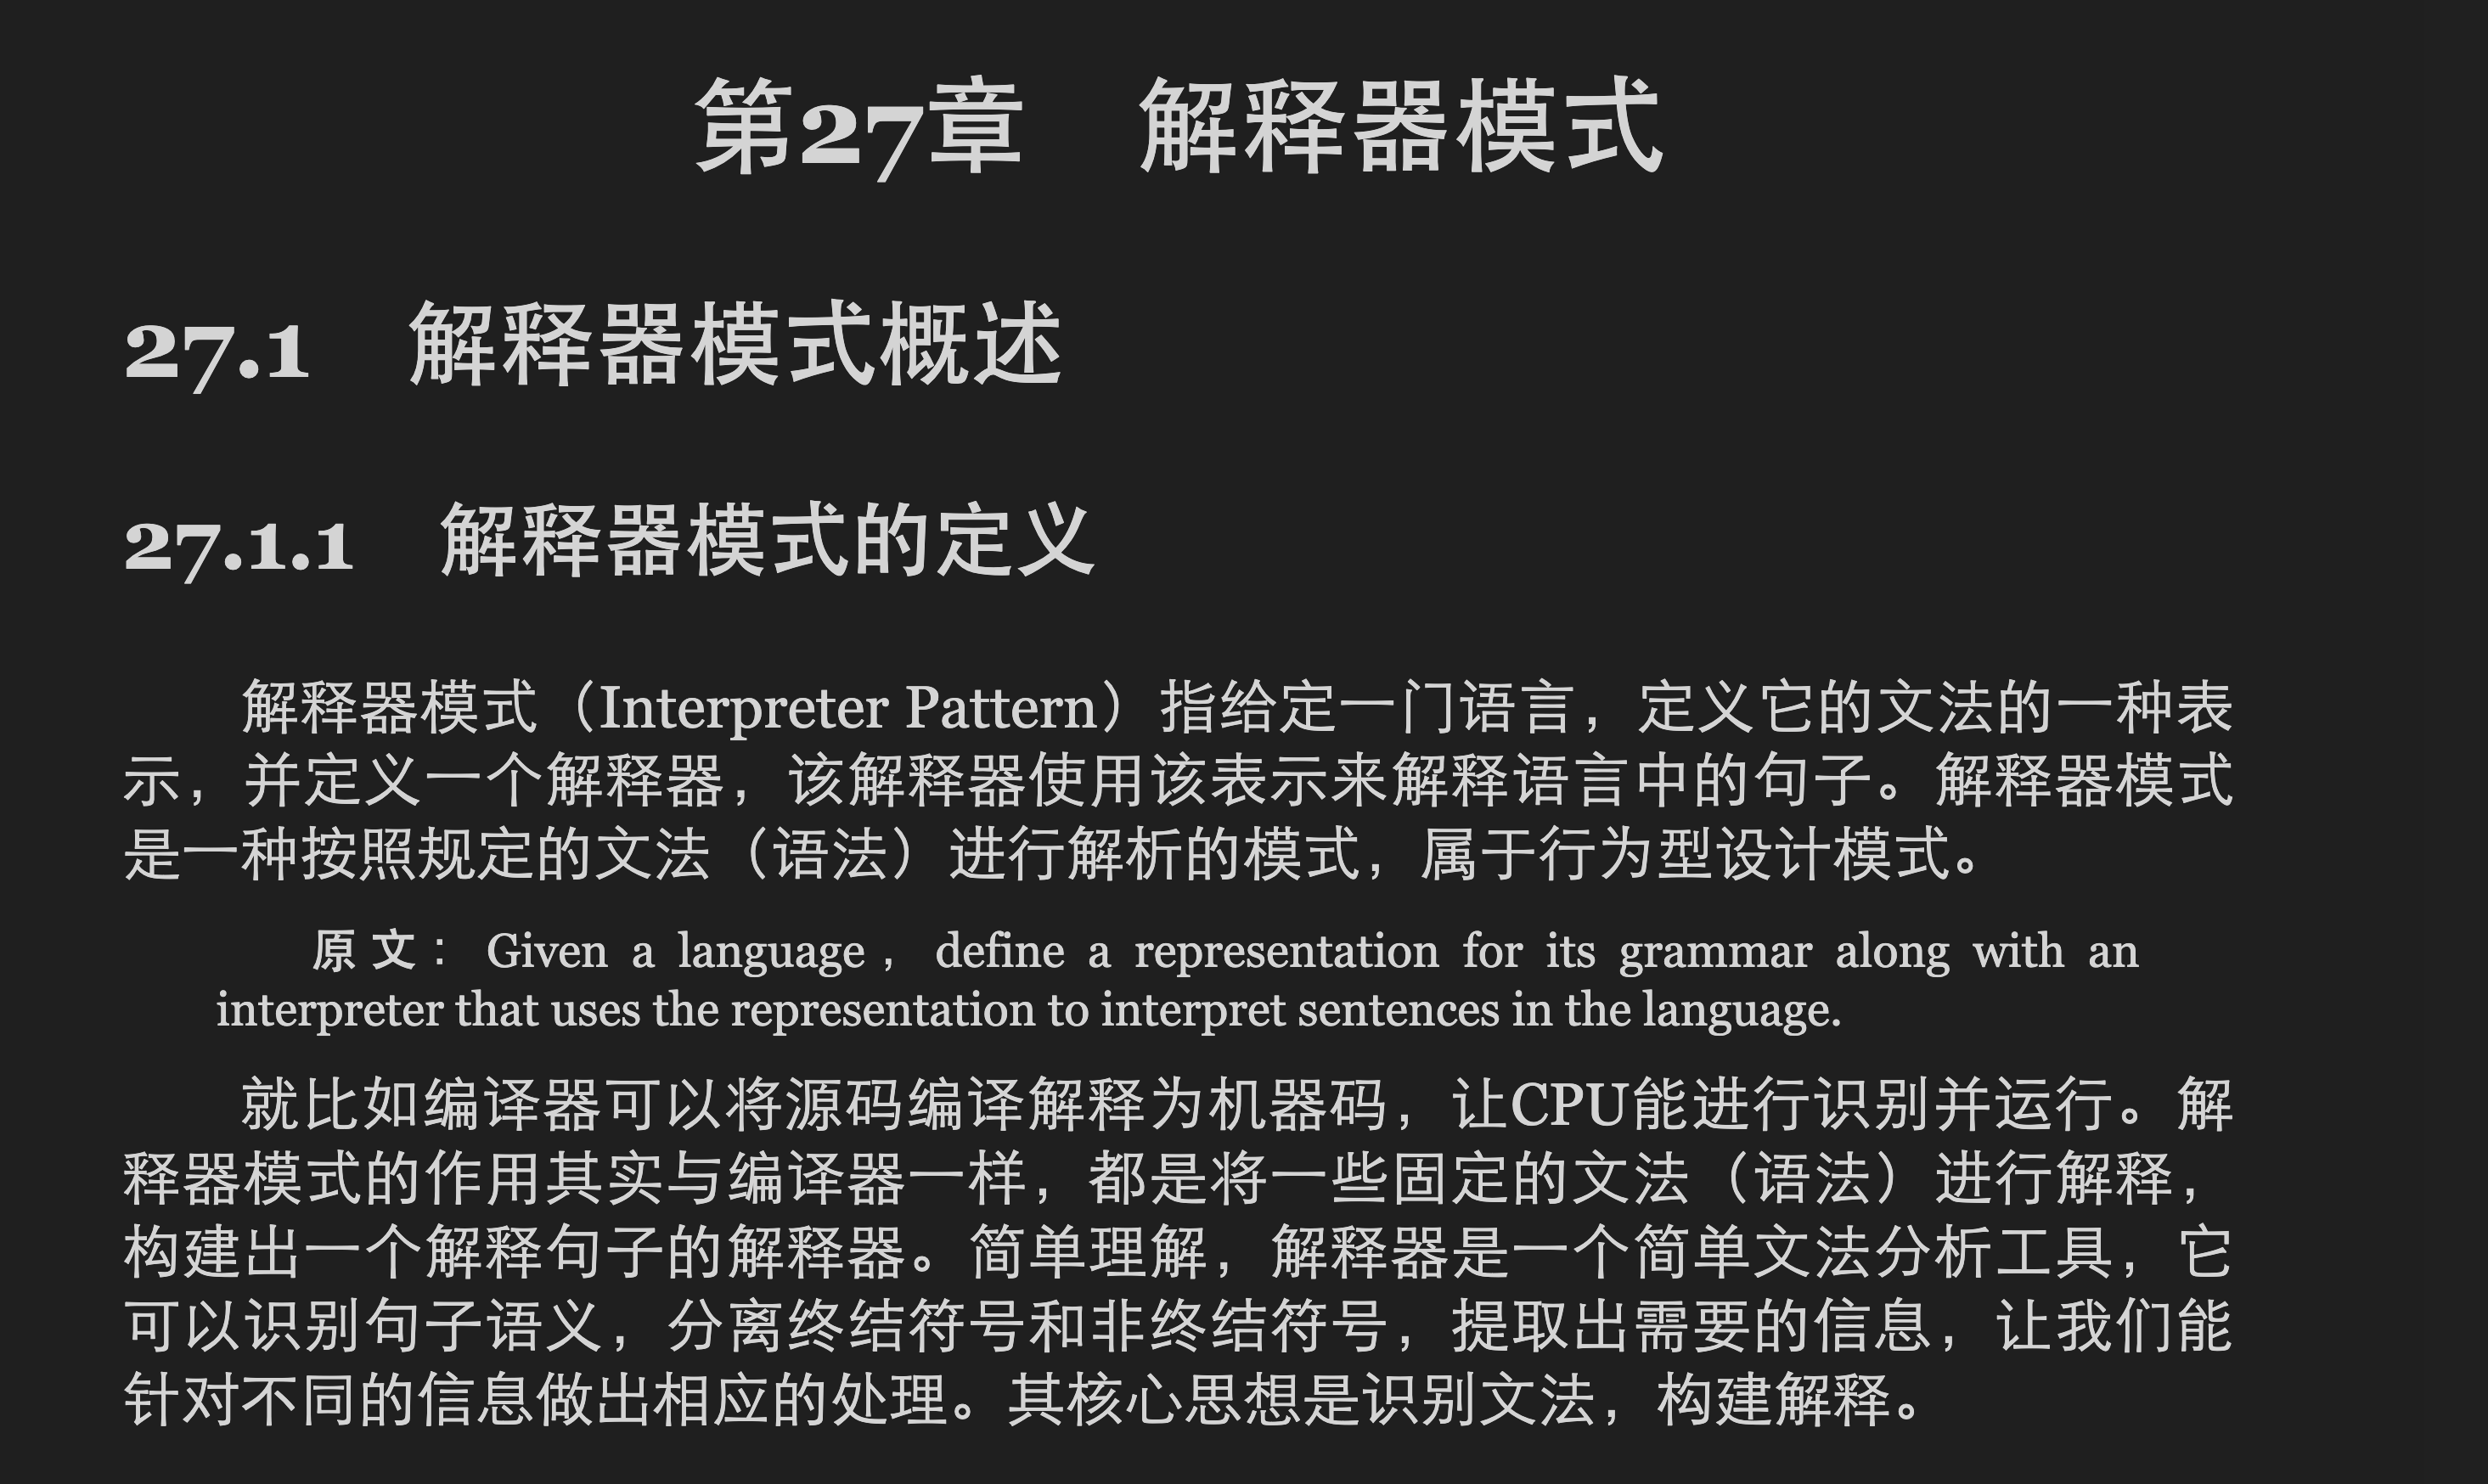 第27章 解释器模式
27.1 解释器模式概述
27.1.1 解释器模式的定义
解释器模式（Interpreter Pattern）指给定一门语言，定义它的文法的一种表
示，并定义一个解释器，该解释器使用该表示来解释语言中的句子。解释器模式
是一种按照规定的文法（语法）进行解析的模式，属于行为型设计模式。
原文：Given a language，define a representation for its grammar along with an
interpreter that uses the representation to interpret sentences in the language.
就比如编译器可以将源码编译解释为机器码，让CPU能进行识别并运行。解
释器模式的作用其实与编译器一样，都是将一些固定的文法（语法）进行解释，
构建出一个解释句子的解释器。简单理解，解释器是一个简单文法分析工具，它
可以识别句子语义，分离终结符号和非终结符号，提取出需要的信息，让我们能
针对不同的信息做出相应的处理。其核心思想是识别文法，构建解释。